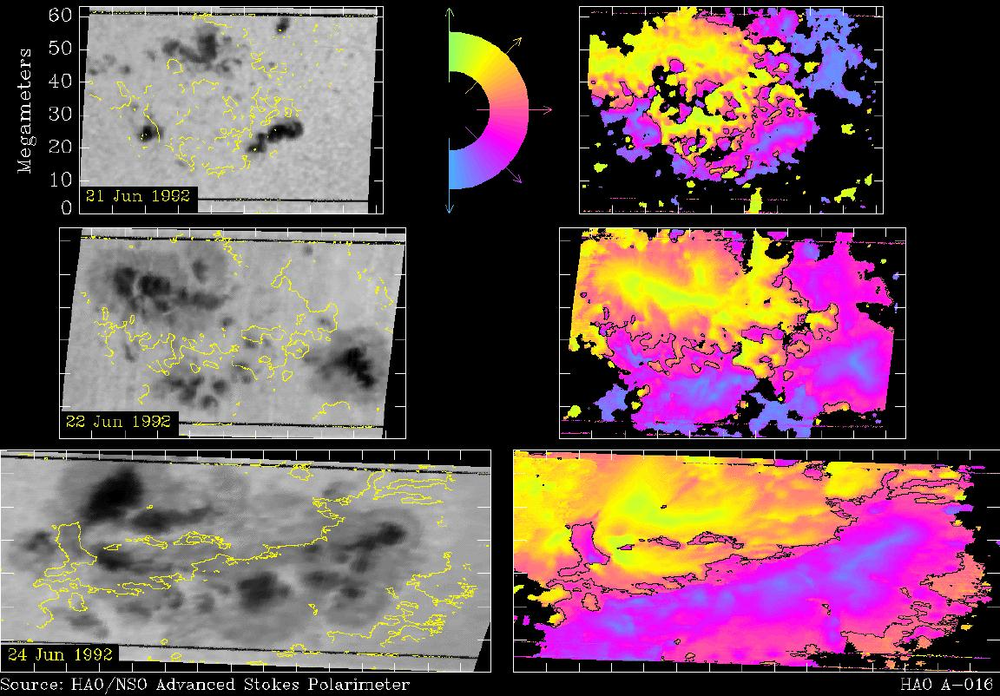 Megameters
60
50
40
30
20
10
0
21 Jun 1992
22 Jun 1992
24 Jun 1992
Source: HAO/NSO Advanced Stokes Polarimeter
HAO A-016